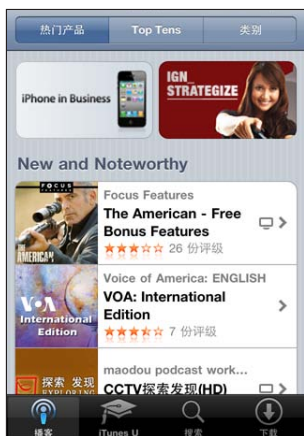 热门产品 Top Tens 类别
iPhone in Business
IGN_
STRATEGIZE
New and Noteworthy
FOCUS
FEATURES
AMERICAN
Focus Features
The American - Free
Bonus Features
26 份评级
VOA
International
Edition
Voice of America: ENGLISH
VOA: International
Edition
7 份评级
探索 发现
EXPLORING
maodou podcast work...
CCTV探索发现(HD)
播客 iTunes U 搜索 下载